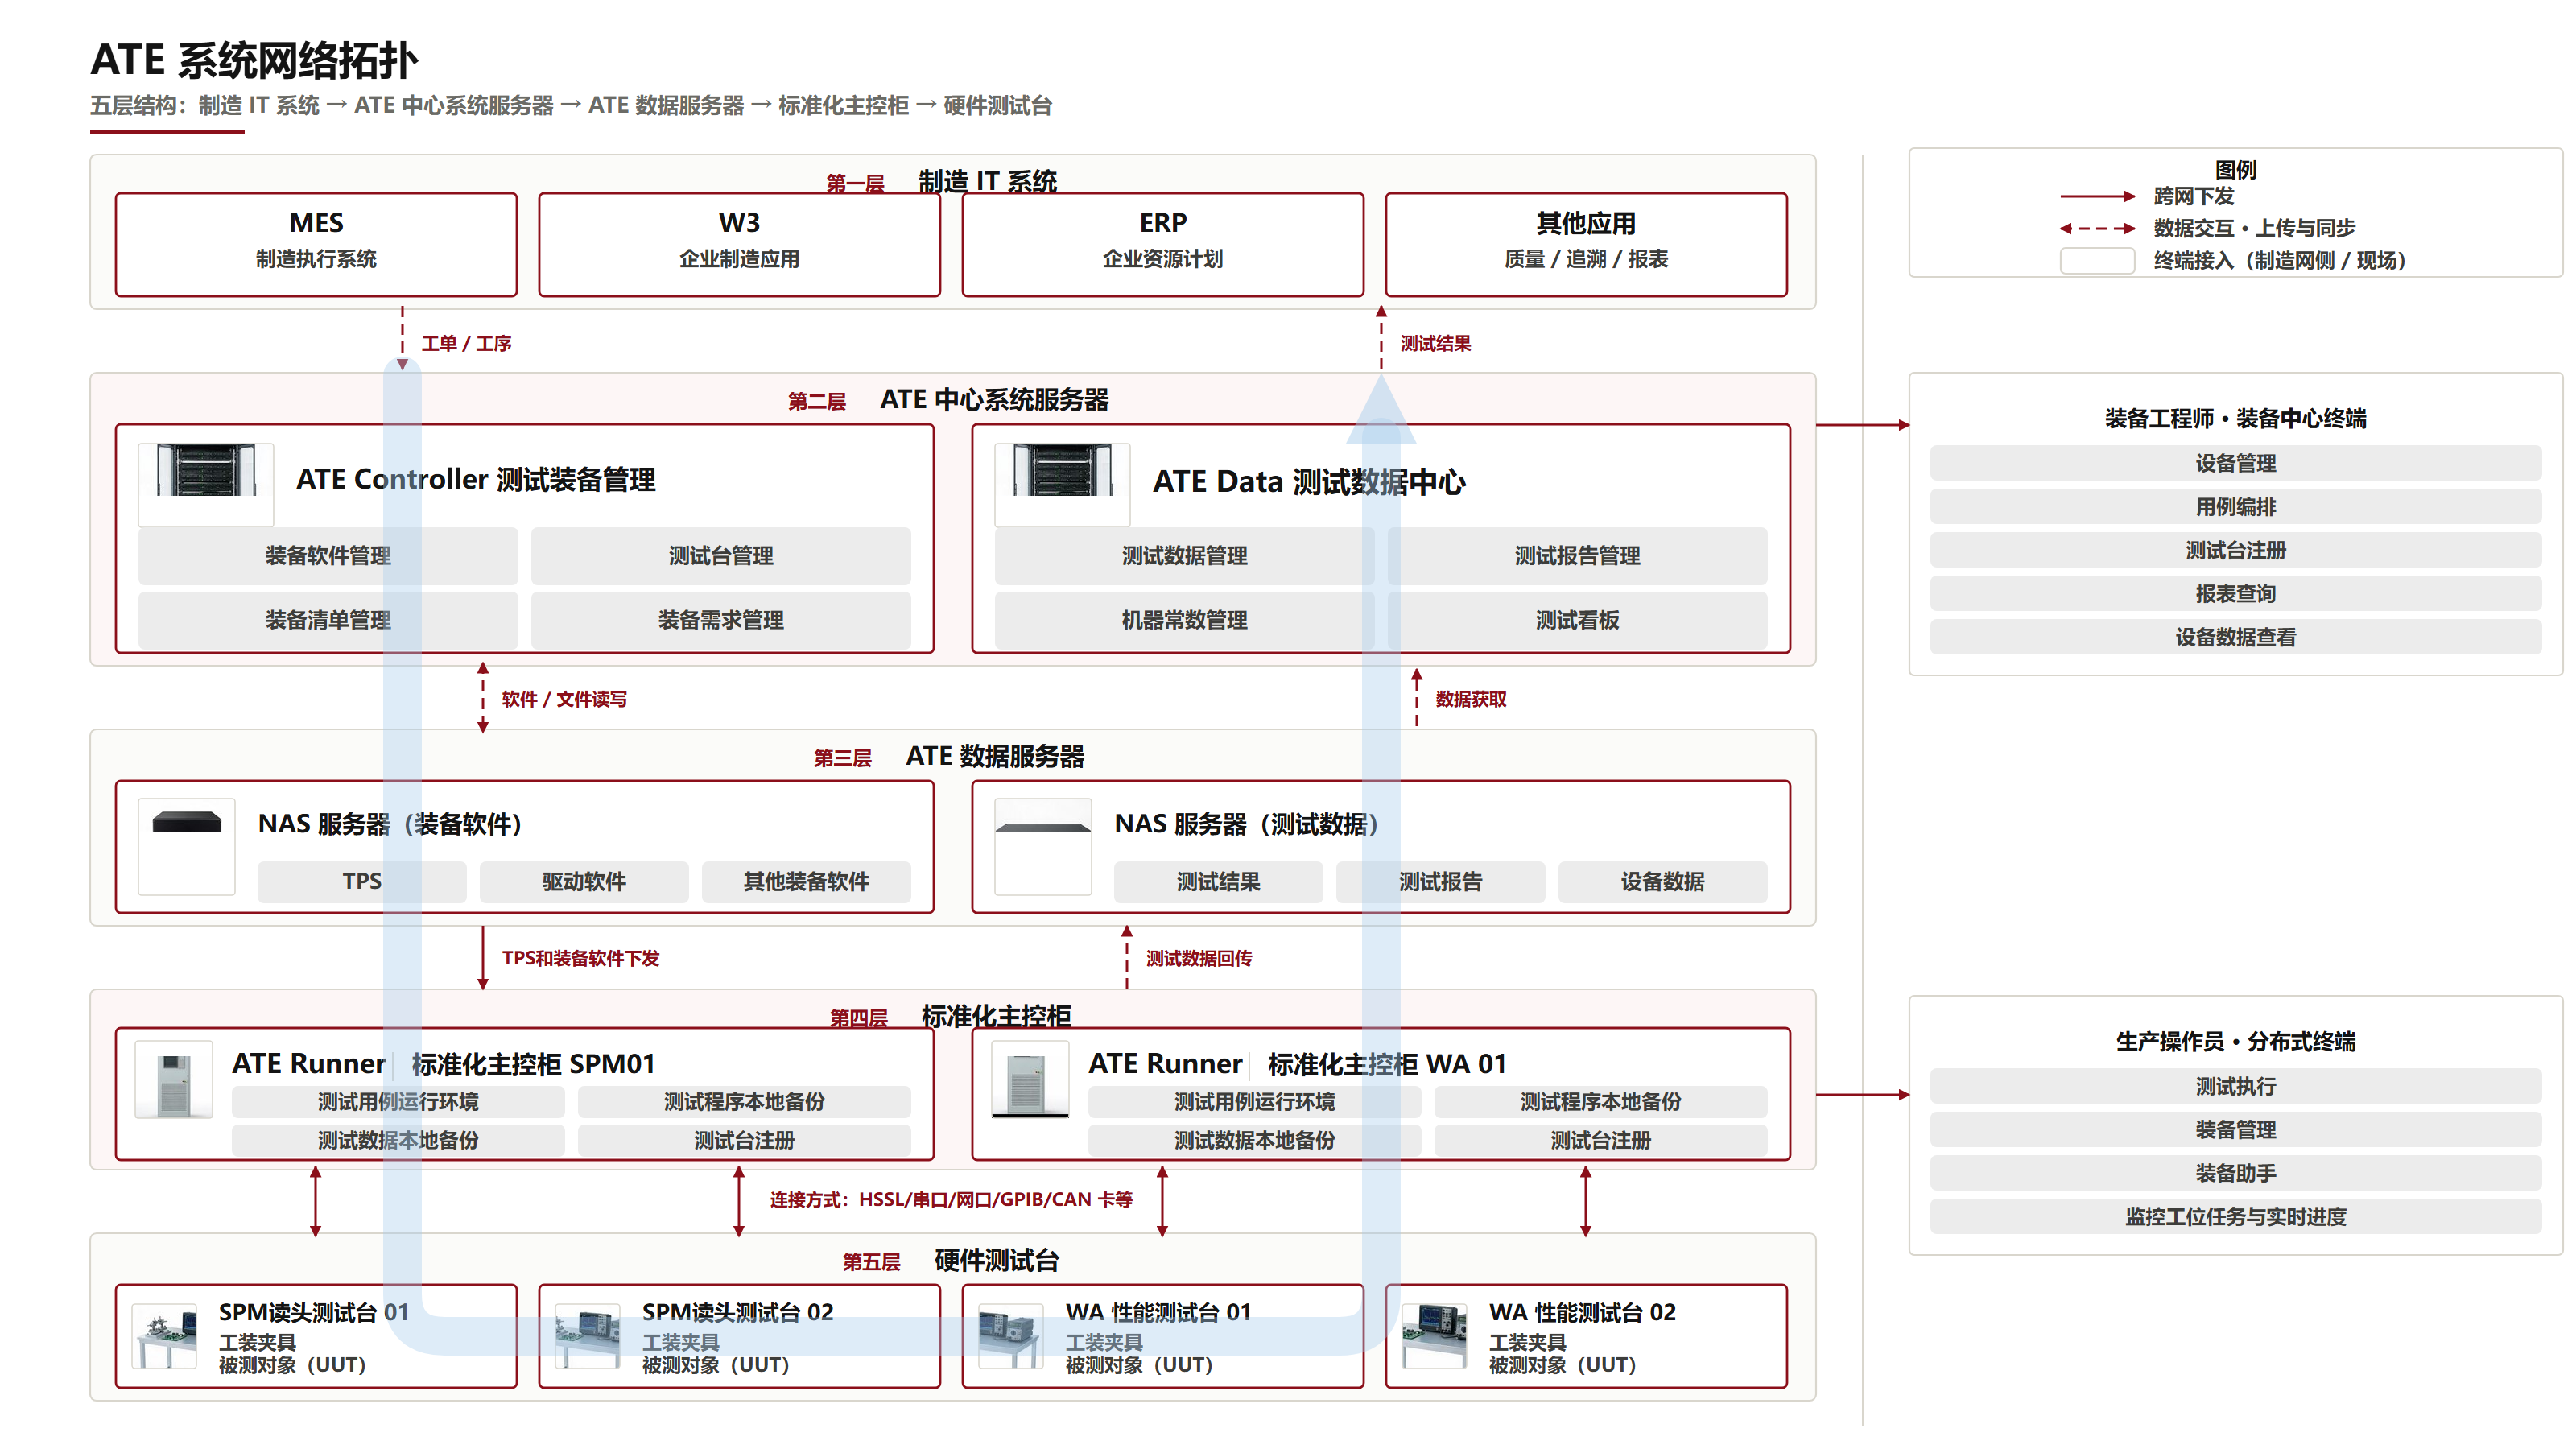 ATE 系统网络拓扑
五层结构：制造 IT 系统 → ATE 中心系统服务器 → ATE 数据服务器 → 标准化主控柜 → 硬件测试台
第一层 制造 IT 系统
MES
制造执行系统
W3
企业制造应用
ERP
企业资源计划
其他应用
质量 / 追溯 / 报表
图例
跨网下发
数据交互・上传与同步
终端接入（制造网侧 / 现场）
工单 / 工序
测试结果
第二层 ATE 中心系统服务器
ATE Controller 测试装备管理
装备软件管理
测试台管理
装备清单管理
装备需求管理
ATE Data 测试数据中心
测试数据管理
测试报告管理
机器常数管理
测试看板
装备工程师・装备中心终端
设备管理
用例编排
测试台注册
报表查询
设备数据查看
软件 / 文件读写
数据获取
第三层 ATE 数据服务器
NAS 服务器（装备软件）
TPS
驱动软件
其他装备软件
NAS 服务器（测试数据）
测试结果
测试报告
设备数据
TPS和装备软件下发
测试数据回传
第四层 标准化主控柜
ATE Runner 标准化主控柜 SPM01
测试用例运行环境
测试程序本地备份
测试数据本地备份
测试台注册
ATE Runner 标准化主控柜 WA 01
测试用例运行环境
测试程序本地备份
测试数据本地备份
测试台注册
生产操作员・分布式终端
测试执行
装备管理
装备助手
监控工位任务与实时进度
连接方式：HSSL/串口/网口/GPIB/CAN 卡等
第五层 硬件测试台
SPM读头测试台 01
工装夹具
被测对象（UUT）
SPM读头测试台 02
工装夹具
被测对象（UUT）
WA 性能测试台 01
工装夹具
被测对象（UUT）
WA 性能测试台 02
工装夹具
被测对象（UUT）